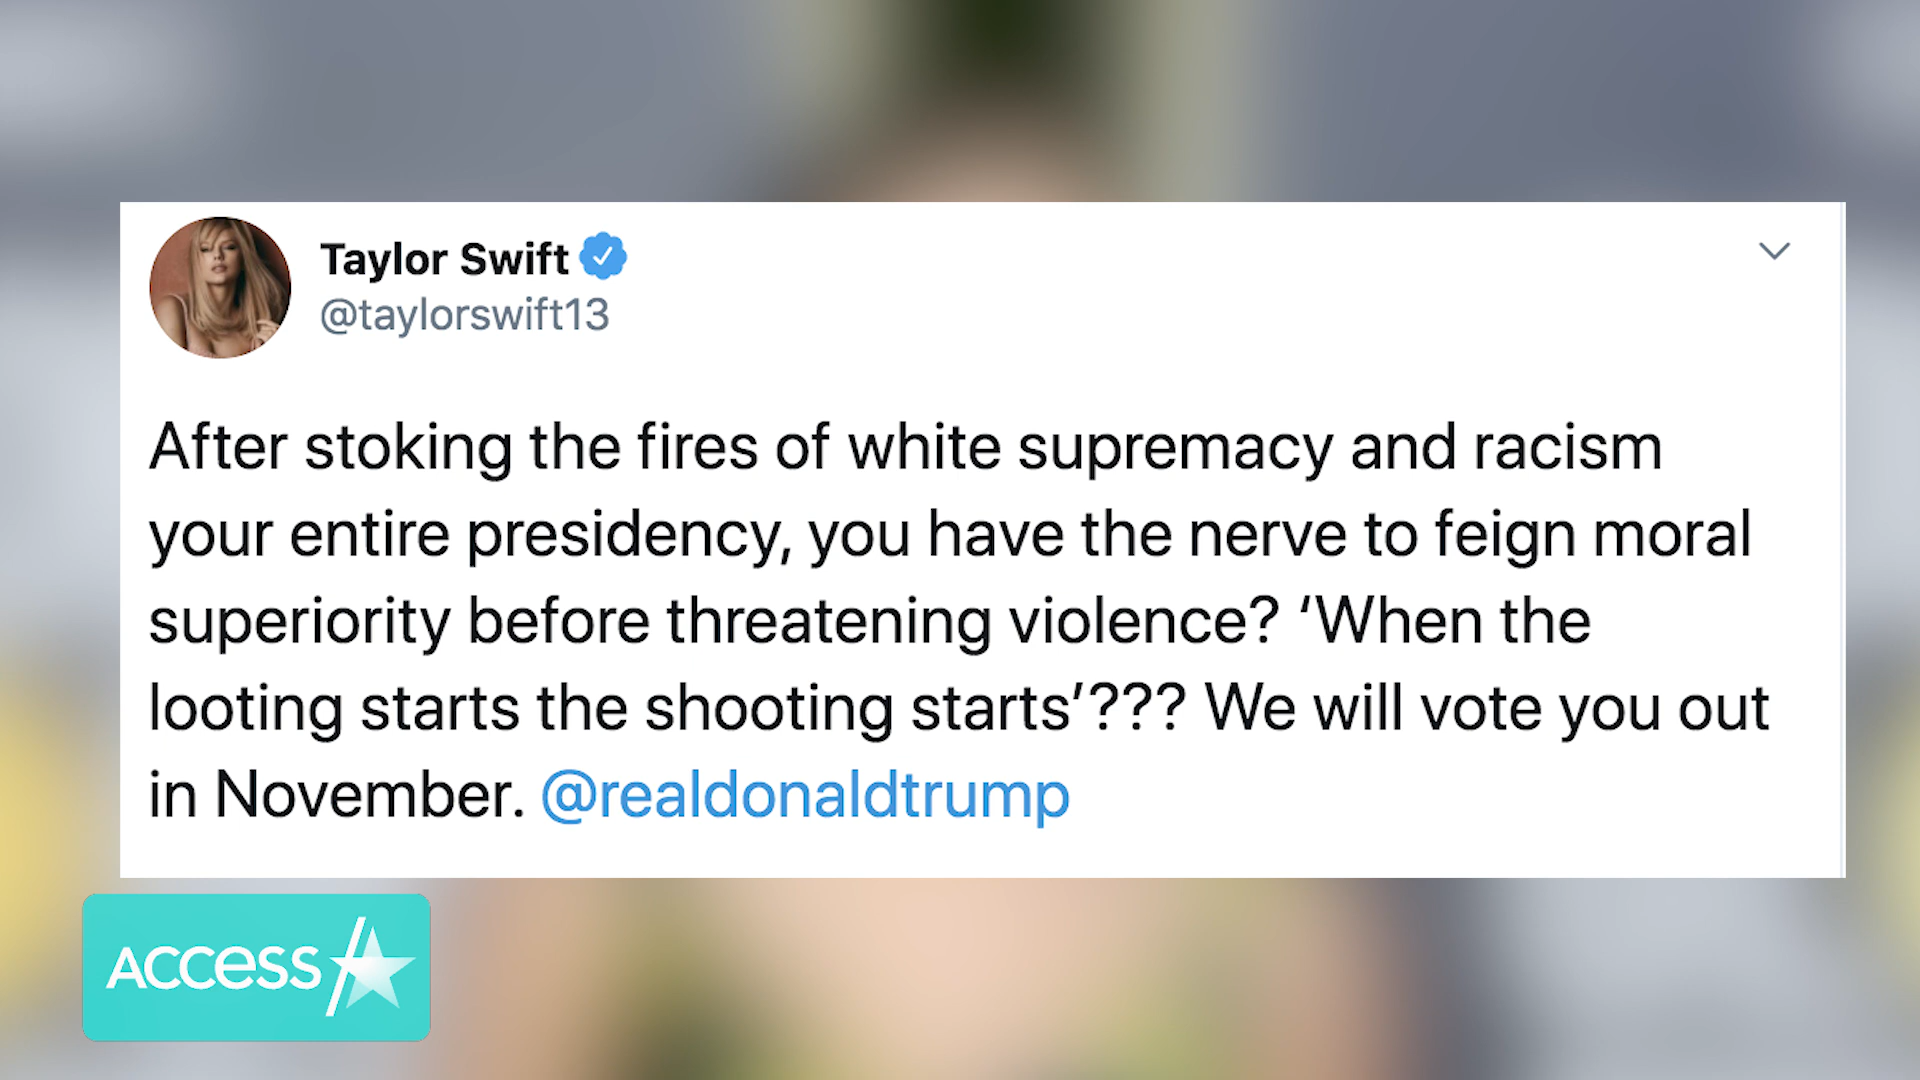 Taylor Swift
@taylorswift13
After stoking the fires of white supremacy and racism
your entire presidency, you have the nerve to feign moral
superiority before threatening violence? ‘When the
looting starts the shooting starts’??? We will vote you out
in November. @realdonaldtrump
ACCESS